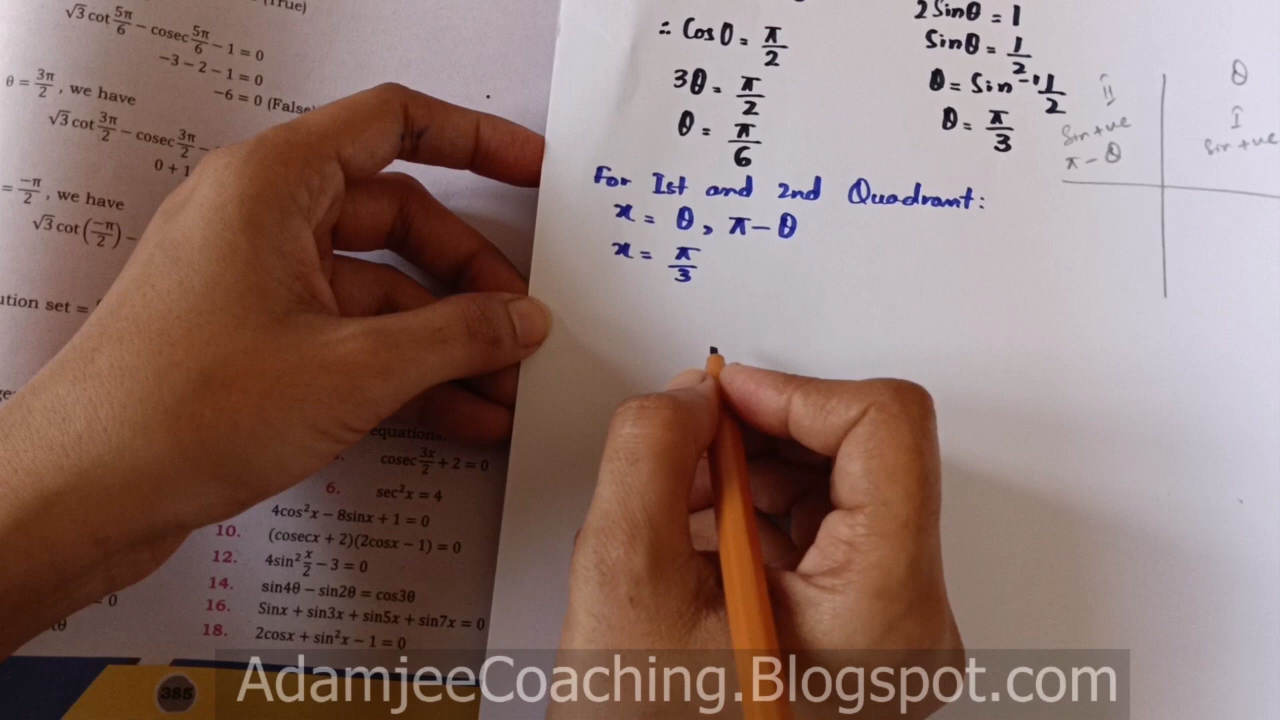 True)
√3 cot 5π/6 − cosec 5π/6 − 1 = 0
−3 − 2 − 1 = 0
−6 = 0 (False
θ = 3π/2 , we have
√3 cot 3π/2 − cosec 3π/2 −
0 + 1
= −π/2 , we have
√3 cot (−π/2) −
ution set =
equations.
cosec 3x/2 + 2 = 0
6. sec²x = 4
4cos²x − 8sinx + 1 = 0
10. (cosecx + 2)(2cosx − 1) = 0
12. 4sin² x/2 − 3 = 0
14. sin4θ − sin2θ = cos3θ
16. Sinx + sin3x + sin5x + sin7x = 0
18. 2cosx + sin²x − 1 = 0
= 0
385
∴ Cosθ = π/2
3θ = π/2
θ = π/6
2Sinθ = 1
Sinθ = 1/2
θ = Sin⁻¹ 1/2
θ = π/3
II
Sin +ve
π − θ
θ
I
Sin +ve
For Ist and 2nd Quadrant:
x = θ, π − θ
x = π/3
AdamjeeCoaching.Blogspot.com